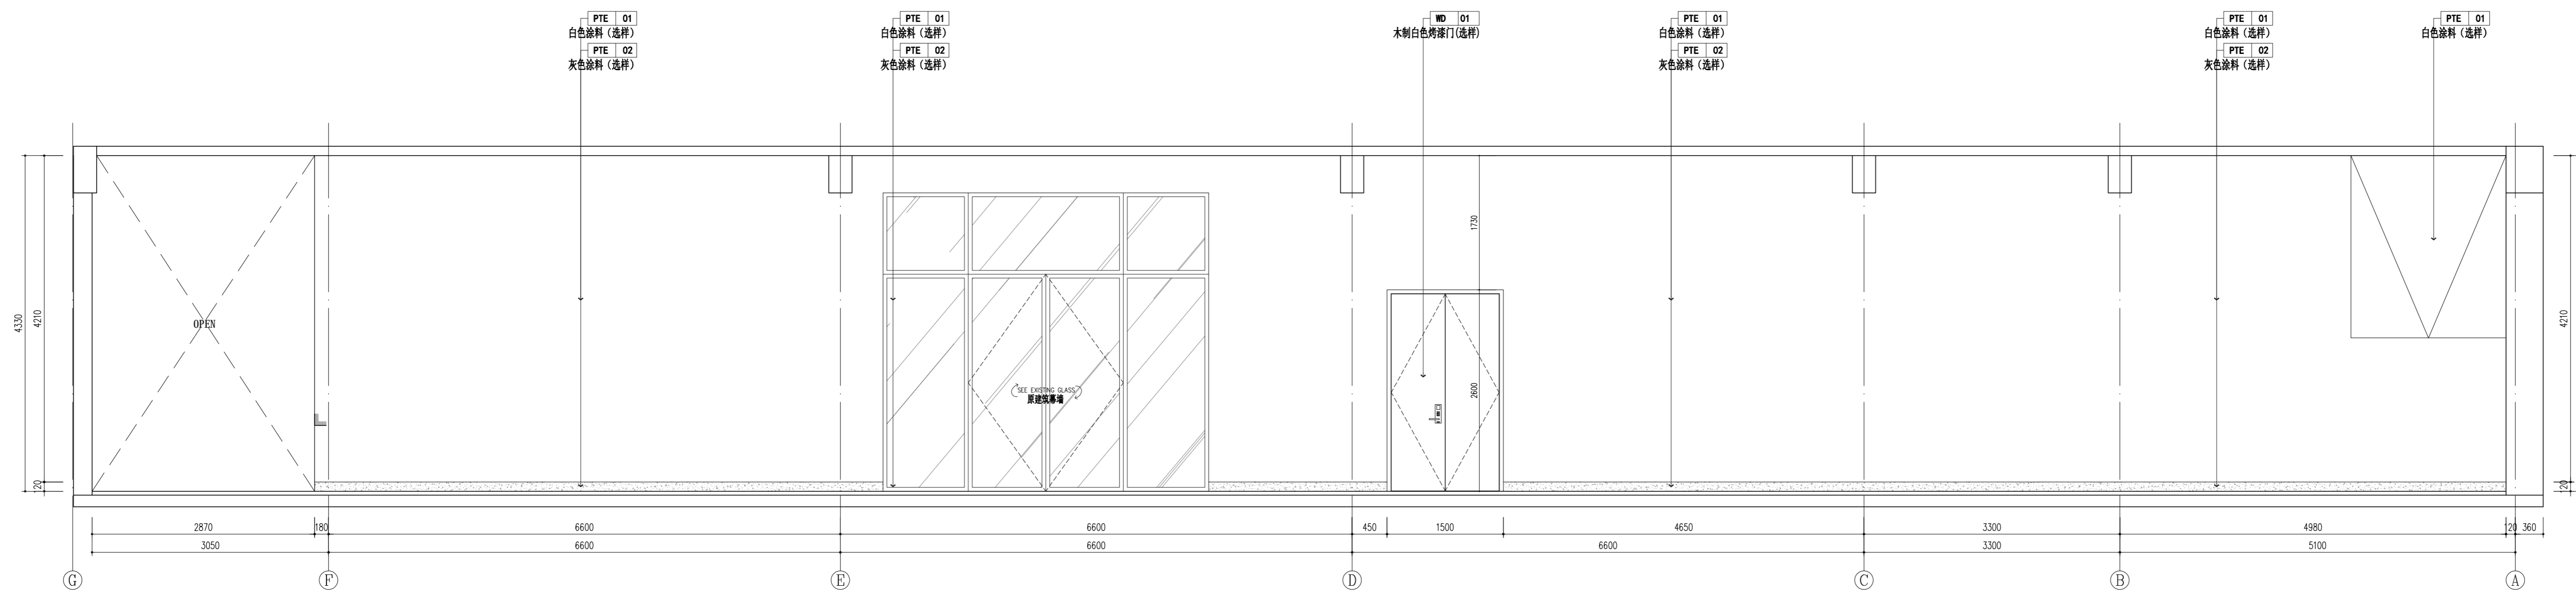 PTE 01
白色涂料（选样）
PTE 02
灰色涂料（选样）
PTE 01
白色涂料（选样）
PTE 02
灰色涂料（选样）
WD 01
木制白色烤漆门(选样)
PTE 01
白色涂料（选样）
PTE 02
灰色涂料（选样）
PTE 01
白色涂料（选样）
PTE 02
灰色涂料（选样）
PTE 01
白色涂料（选样）
4330
4210
120
OPEN
SEE EXISTING GLASS
原建筑幕墙
1730
2600
4210
120
2870 180 6600 6600 450 1500 4650 3300 4980 120 360
3050 6600 6600 6600 3300 5100
G F E D C B A